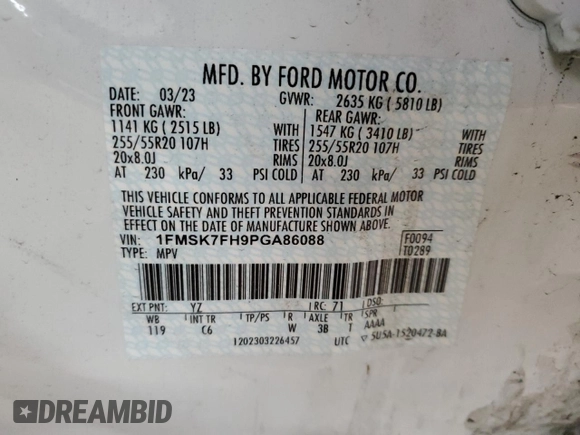 MFD. BY FORD MOTOR CO.
DATE: 03/23 GVWR: 2635 KG ( 5810 LB)
FRONT GAWR: REAR GAWR:
1141 KG ( 2515 LB) WITH 1547 KG ( 3410 LB) WITH
255/55R20 107H TIRES 255/55R20 107H TIRES
20x8.0J RIMS 20x8.0J RIMS
AT 230 kPa/ 33 PSI COLD AT 230 kPa/ 33 PSI COLD
THIS VEHICLE CONFORMS TO ALL APPLICABLE FEDERAL MOTOR
VEHICLE SAFETY AND THEFT PREVENTION STANDARDS IN
EFFECT ON THE DATE OF MANUFACTURE SHOWN ABOVE.
VIN: 1FMSK7FH9PGA86088 F0094
TYPE: MPV T0289
EXT PNT: YZ RC: 71 DSO:
WB INT TR TP/PS R AXLE TR SPR
119 C6 W 38 T AAAA
1202303226457 UTC 5U5A-1520472-BA
AUTOBIDMASTER
DREAMBID